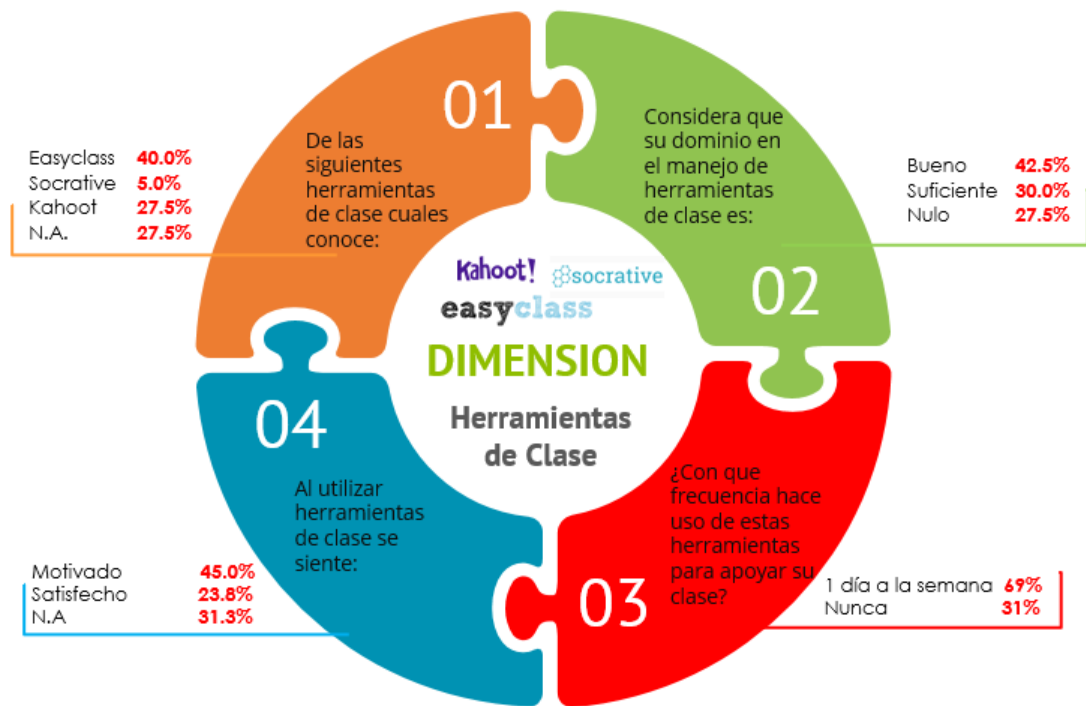 01
De las
siguientes
herramientas
de clase cuales
conoce:
Easyclass 40.0%
Socrative 5.0%
Kahoot 27.5%
N.A. 27.5%
Considera que
su dominio en
el manejo de
herramientas
de clase es:
02
Bueno 42.5%
Suficiente 30.0%
Nulo 27.5%
Kahoot! socrative
easyclass
DIMENSION
Herramientas
de Clase
04
Al utilizar
herramientas
de clase se
siente:
Motivado 45.0%
Satisfecho 23.8%
N.A 31.3%
¿Con que
frecuencia hace
uso de estas
herramientas
para apoyar su
clase?
03
1 día a la semana 69%
Nunca 31%